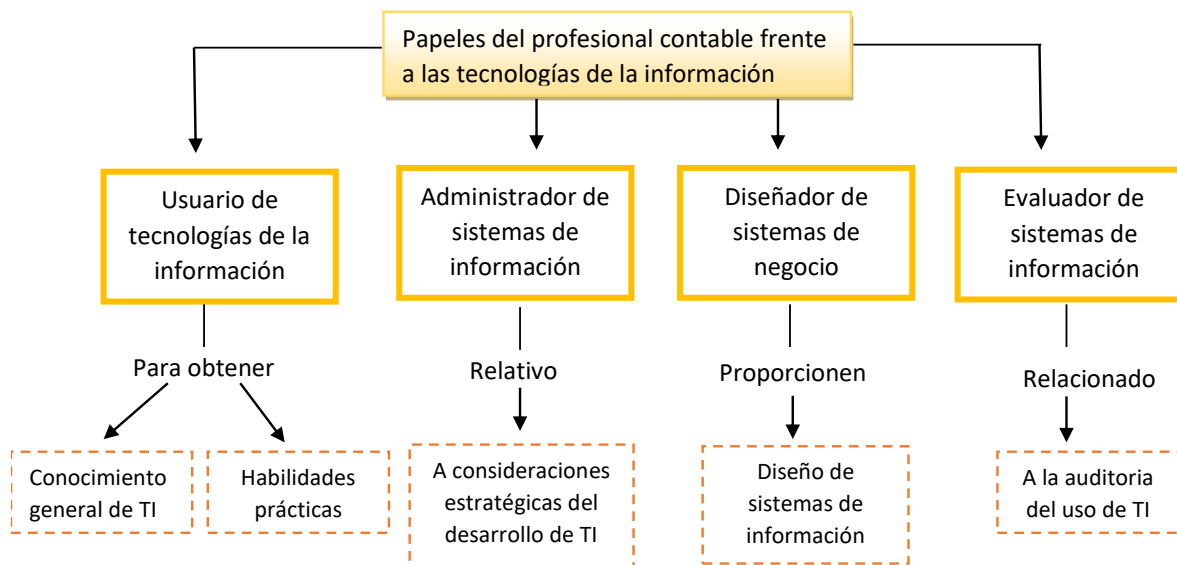 Papeles del profesional contable frente
a las tecnologías de la información
Usuario de
tecnologías de la
información
Administrador de
sistemas de
información
Diseñador de
sistemas de
negocio
Evaluador de
sistemas de
información
Para obtener
Relativo
Proporcionen
Relacionado
Conocimiento
general de TI
Habilidades
prácticas
A consideraciones
estratégicas del
desarrollo de TI
Diseño de
sistemas de
información
A la auditoria
del uso de TI